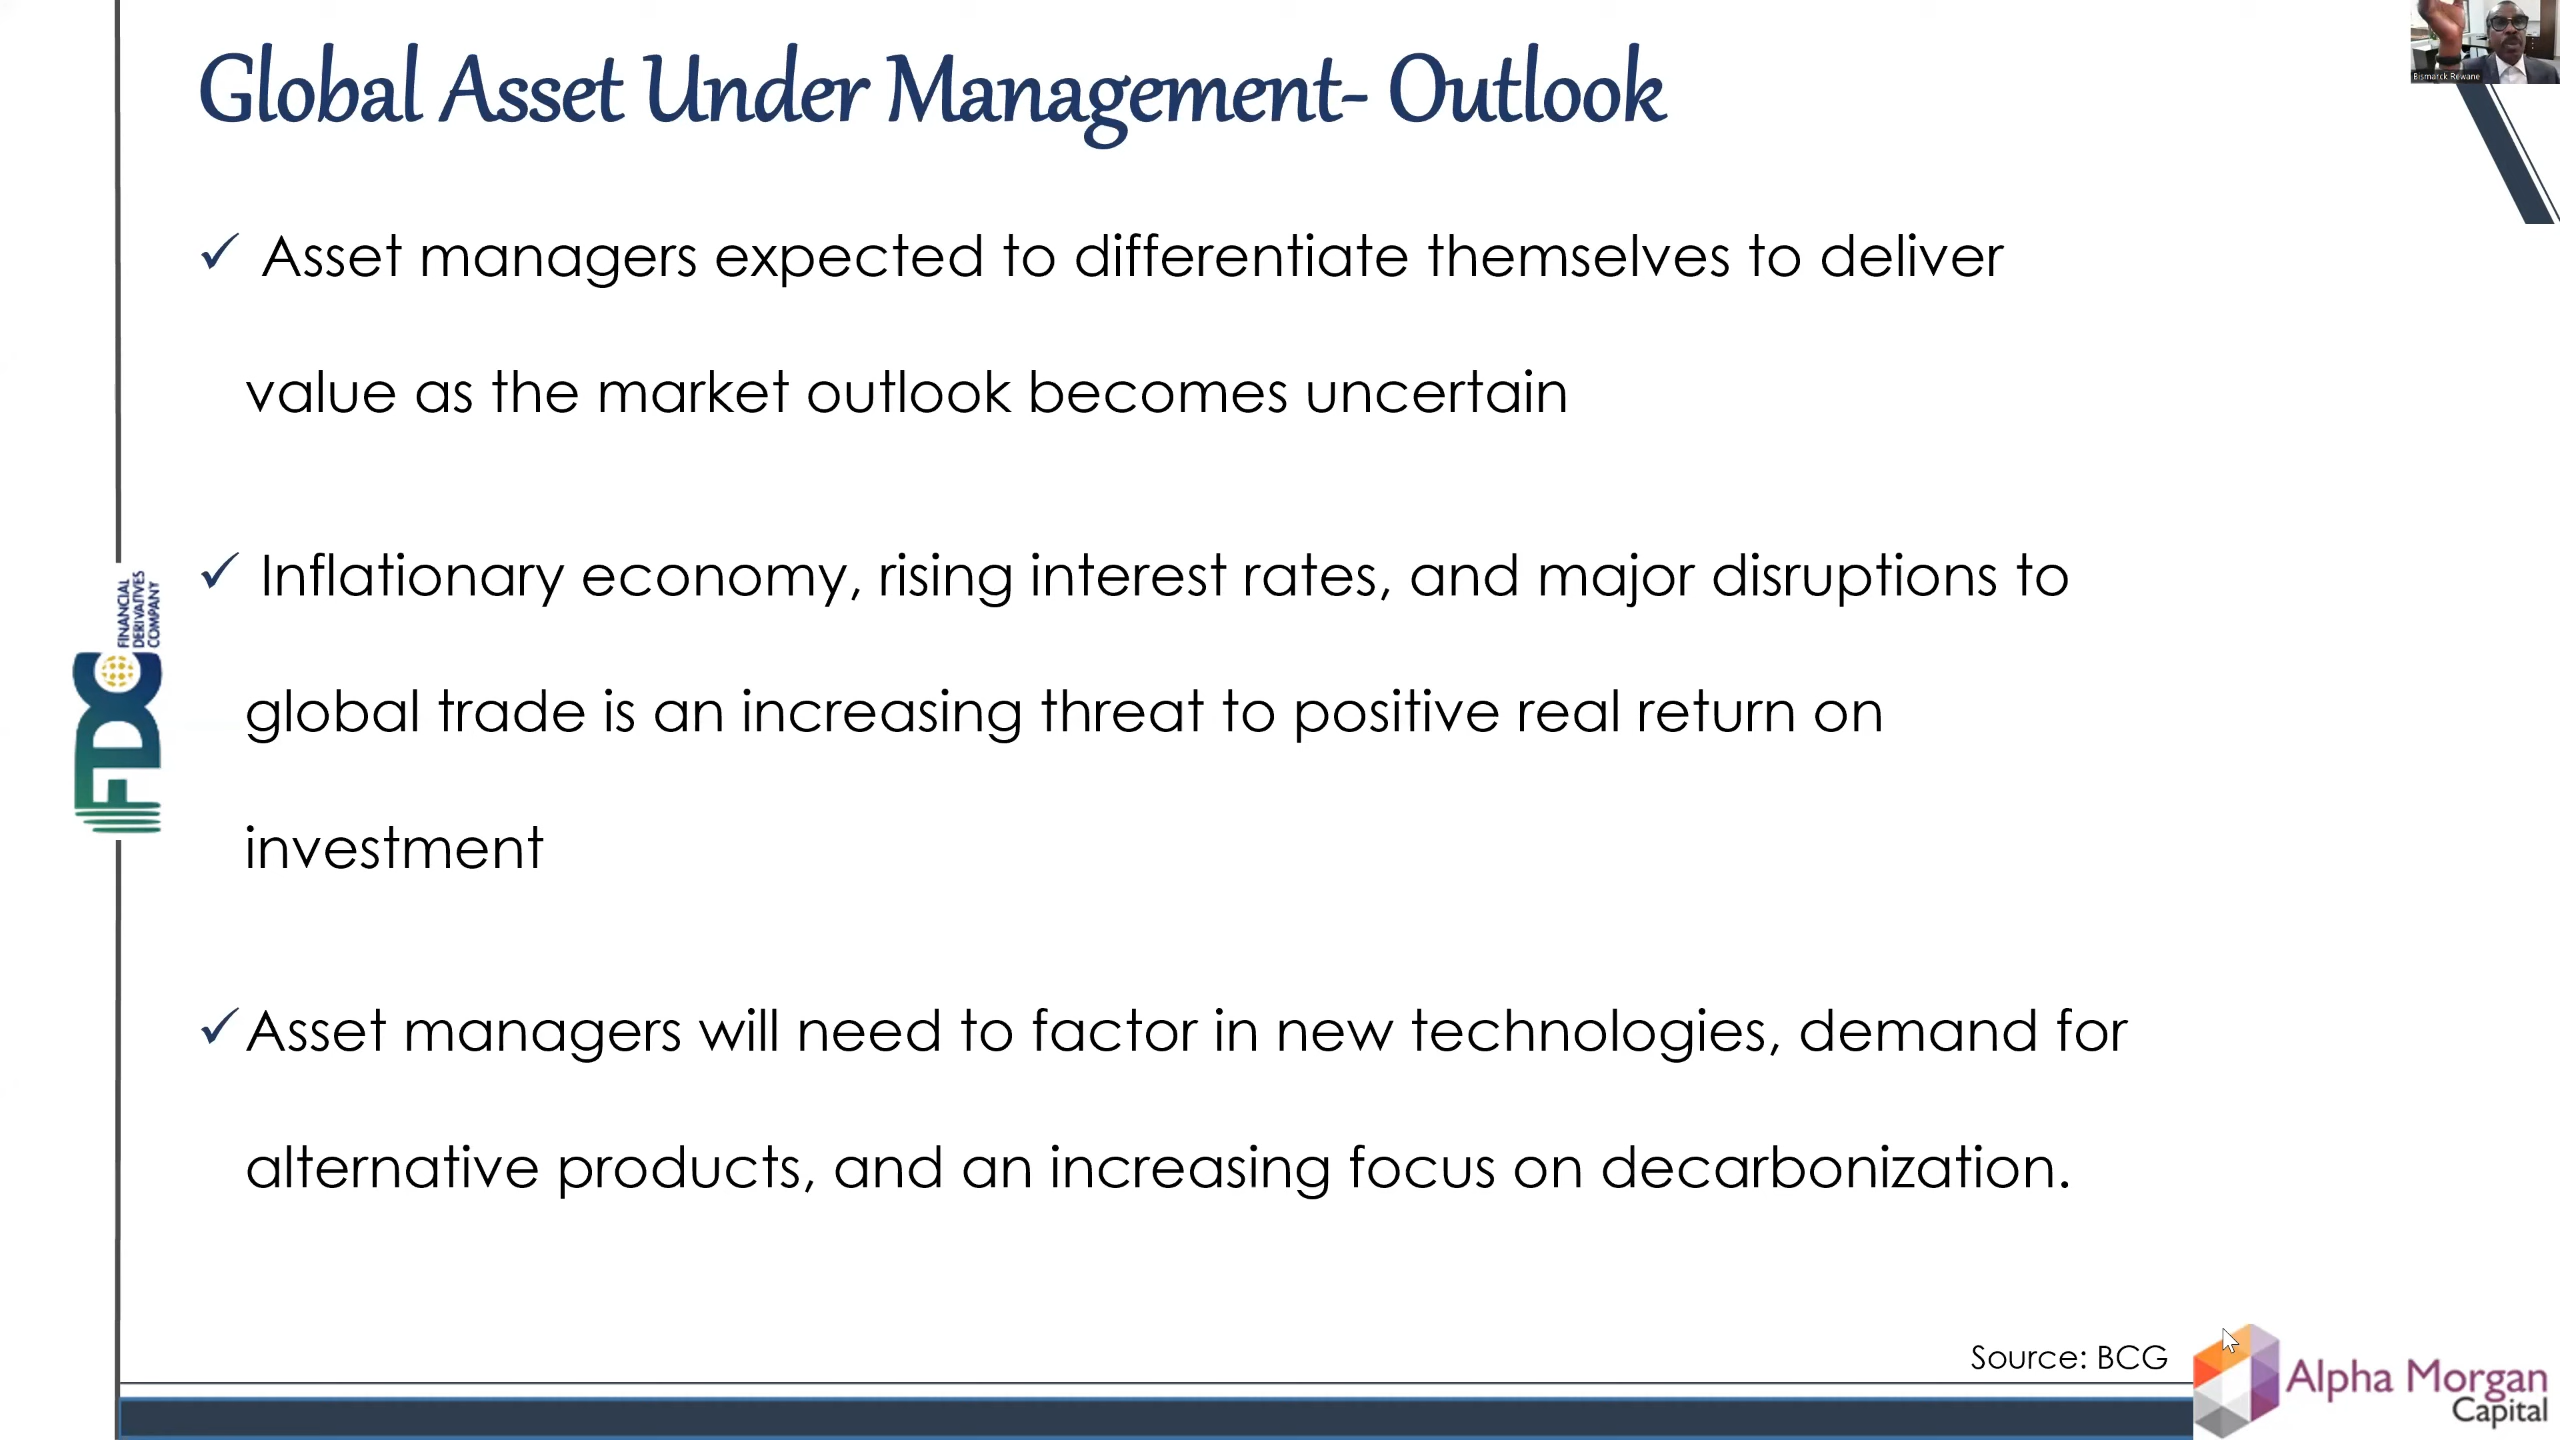 Global Asset Under Management- Outlook
Bismarck Rewane
✓ Asset managers expected to differentiate themselves to deliver
value as the market outlook becomes uncertain
✓ Inflationary economy, rising interest rates, and major disruptions to
global trade is an increasing threat to positive real return on
investment
✓Asset managers will need to factor in new technologies, demand for
alternative products, and an increasing focus on decarbonization.
FDC
FINANCIAL
DERIVATIVES
COMPANY
Source: BCG
Alpha Morgan
Capital